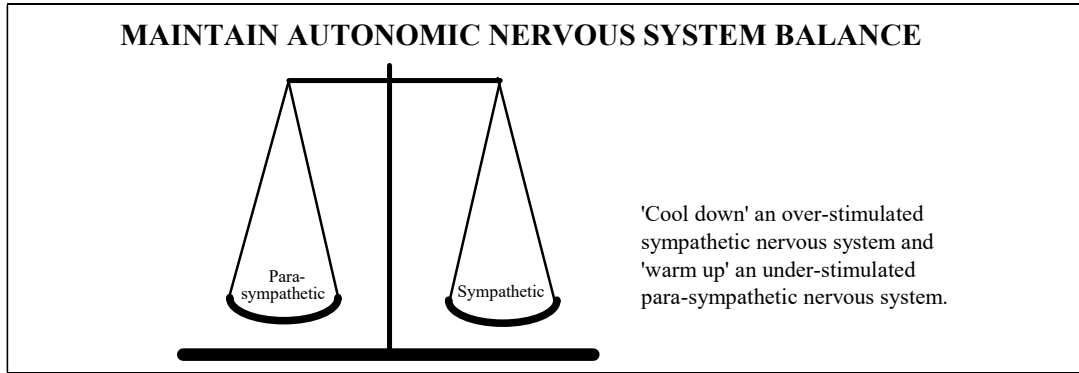 MAINTAIN AUTONOMIC NERVOUS SYSTEM BALANCE
Para-
sympathetic
Sympathetic
'Cool down' an over-stimulated
sympathetic nervous system and
'warm up' an under-stimulated
para-sympathetic nervous system.